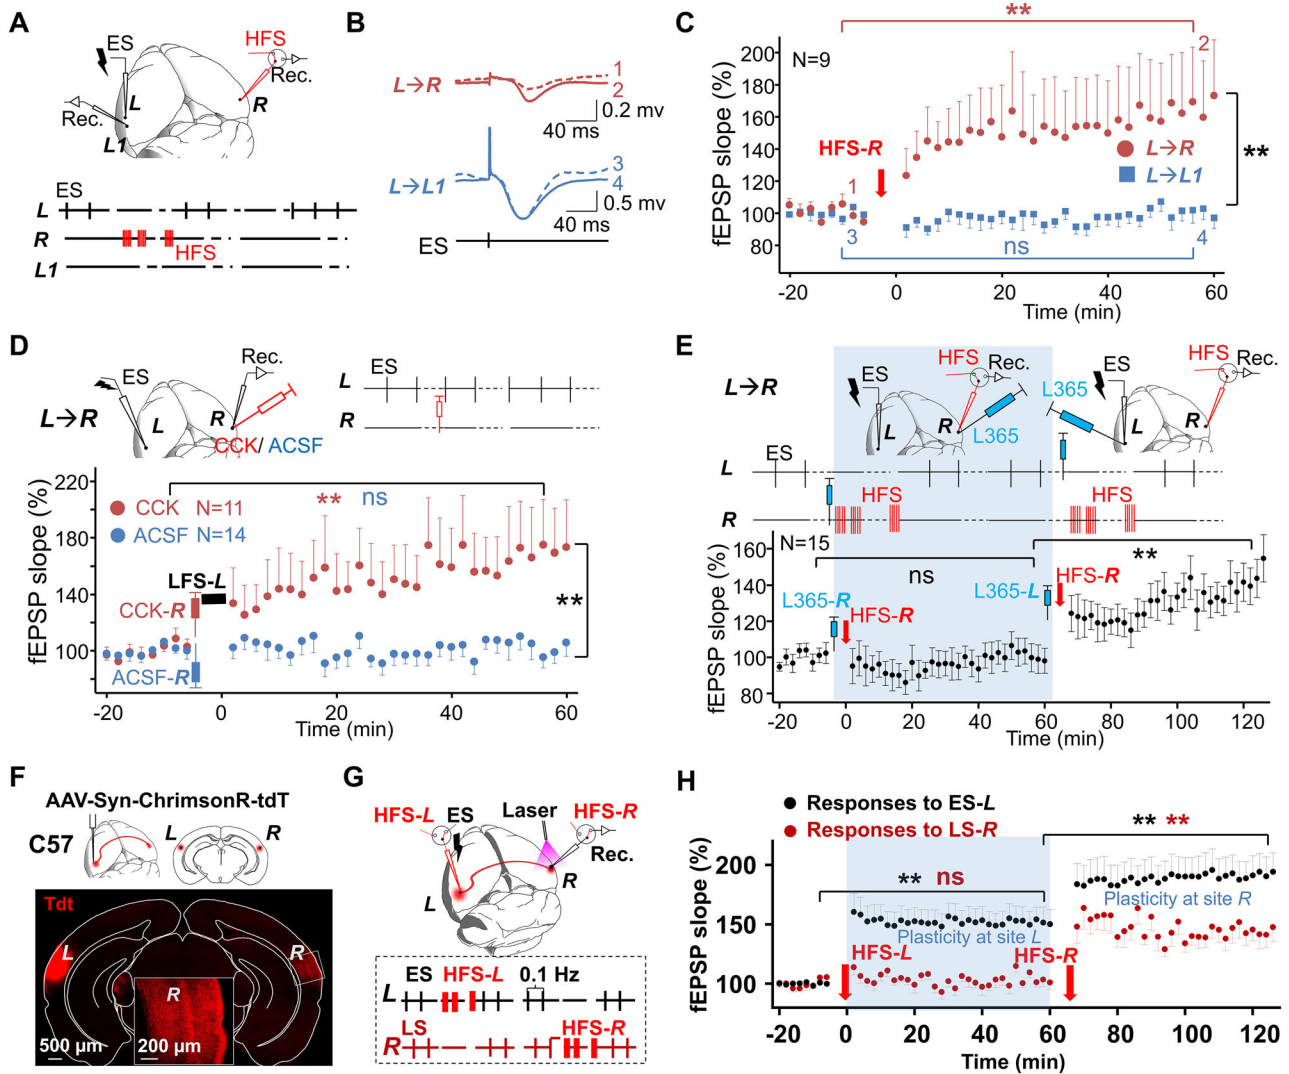 A
ES
HFS
Rec.
L
R
Rec.
L1
ES
L
R
HFS
L1
B
L→R
1
2
0.2 mv
40 ms
L→L1
3
4
0.5 mv
40 ms
ES
C
**
200
180
160
140
120
100
80
fEPSP slope (%)
N=9
2
HFS-R
L→R
L→L1
**
1
3
ns
4
-20 0 20 40 60
Time (min)
D
ES
Rec.
L→R
L
R
CCK/ ACSF
ES
L
R
220
180
140
100
fEPSP slope (%)
CCK N=11
ACSF N=14
** ns
LFS-L
CCK-R
ACSF-R
**
-20 0 20 40 60
Time (min)
E
L→R
HFS
Rec.
ES
L
R
L365
HFS
Rec.
ES
L365
L
R
ES
L
HFS
HFS
R
160
140
120
100
80
fEPSP slope (%)
N=15
ns
**
L365-R
HFS-R
L365-L
HFS-R
-20 0 20 40 60 80 100 120
Time (min)
F
AAV-Syn-ChrimsonR-tdT
C57
L
R
Tdt
L
R
R
500 µm
200 µm
G
HFS-L
ES
Laser
HFS-R
Rec.
L
R
ES
HFS-L
0.1 Hz
L
LS
HFS-R
R
H
Responses to ES-L
Responses to LS-R
** **
200
150
100
fEPSP slope (%)
** ns
Plasticity at site L
Plasticity at site R
HFS-L
HFS-R
-20 0 20 40 60 80 100 120
Time (min)